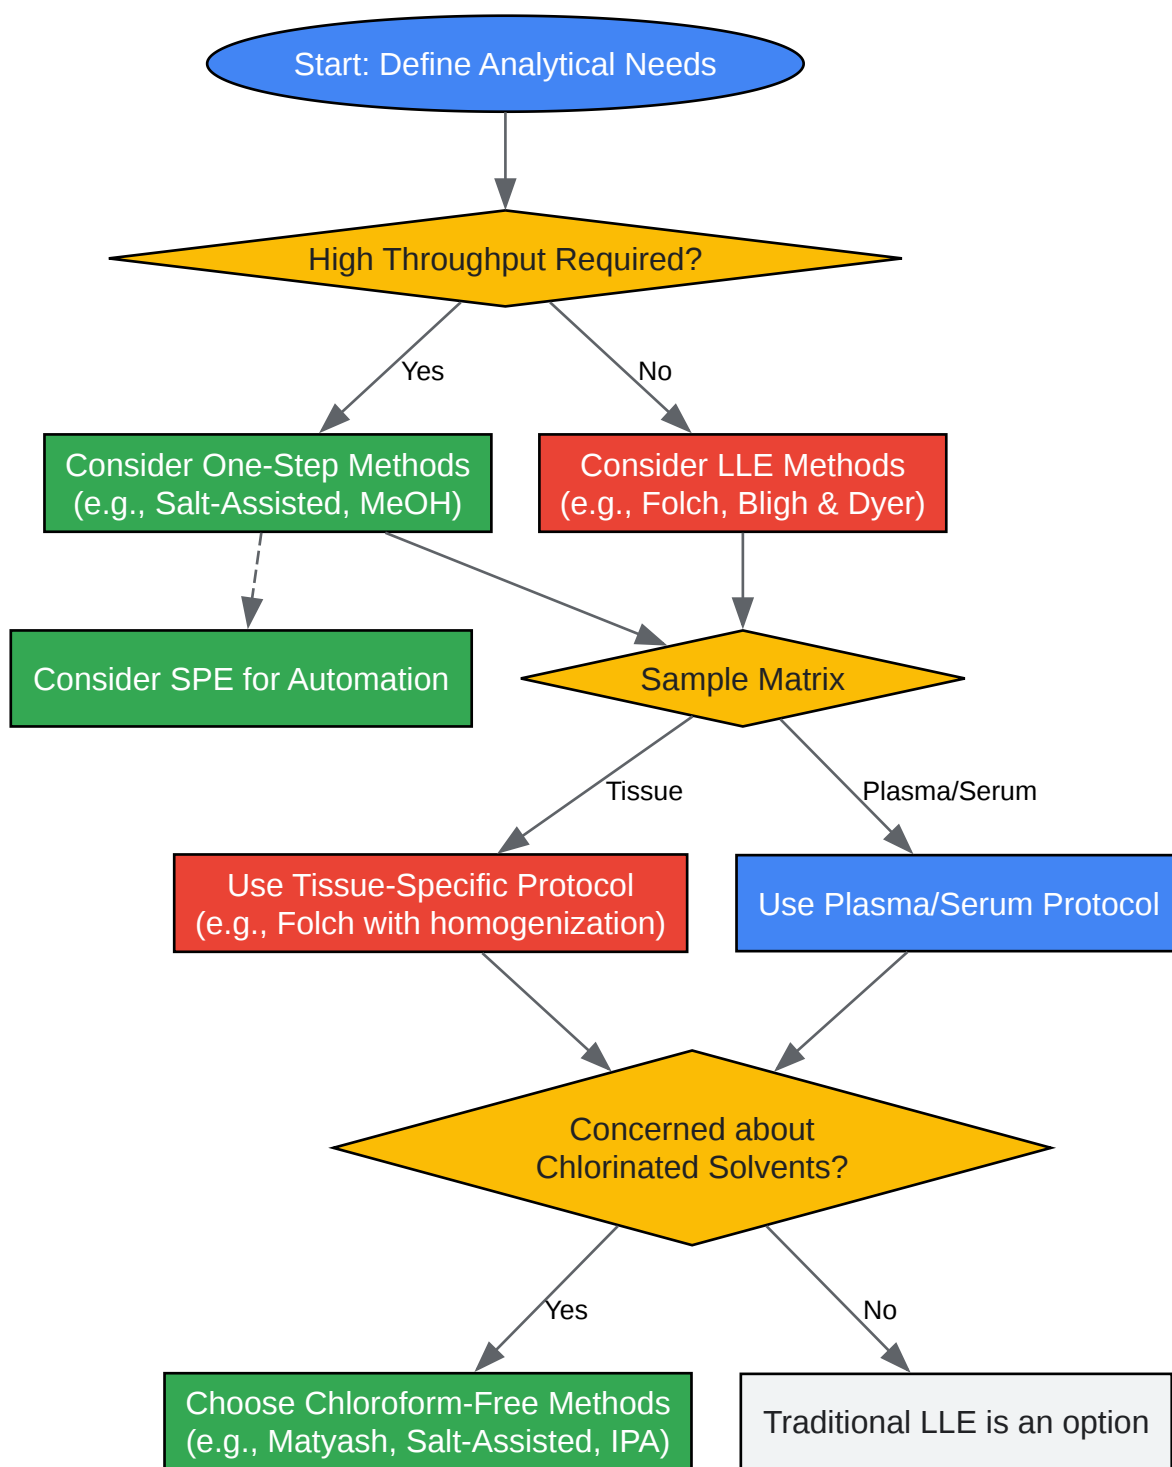 Start: Define Analytical Needs
High Throughput Required?
Yes
No
Consider One-Step Methods
(e.g., Salt-Assisted, MeOH)
Consider LLE Methods
(e.g., Folch, Bligh & Dyer)
Consider SPE for Automation
Sample Matrix
Tissue
Plasma/Serum
Use Tissue-Specific Protocol
(e.g., Folch with homogenization)
Use Plasma/Serum Protocol
Concerned about
Chlorinated Solvents?
Yes
No
Choose Chloroform-Free Methods
(e.g., Matyash, Salt-Assisted, IPA)
Traditional LLE is an option